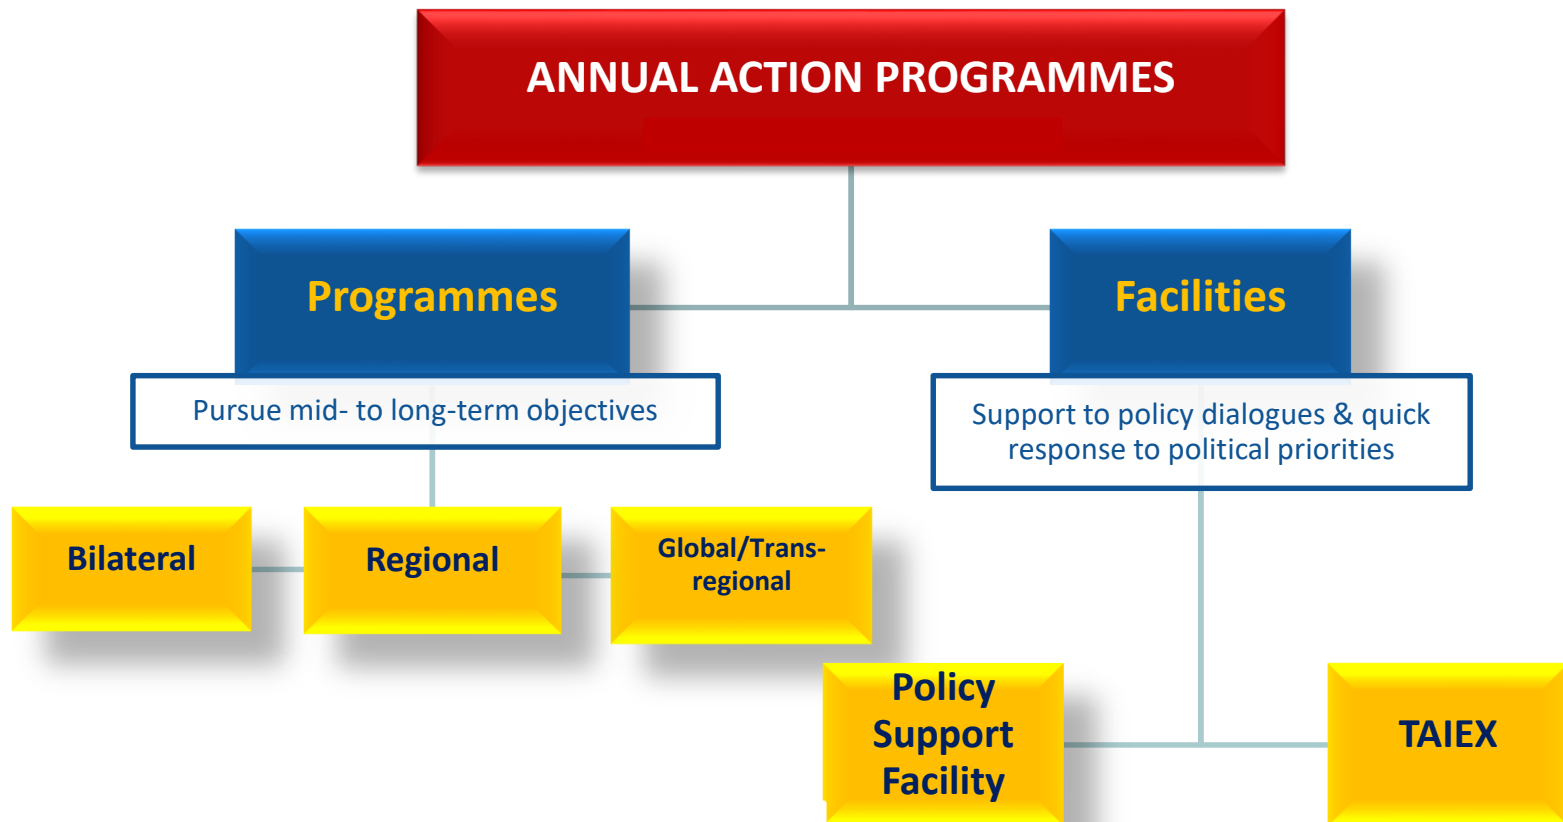 ANNUAL ACTION PROGRAMMES
Programmes
Facilities
Pursue mid- to long-term objectives
Support to policy dialogues & quick
response to political priorities
Bilateral
Regional
Global/Trans-
regional
Policy
Support
Facility
TAIEX